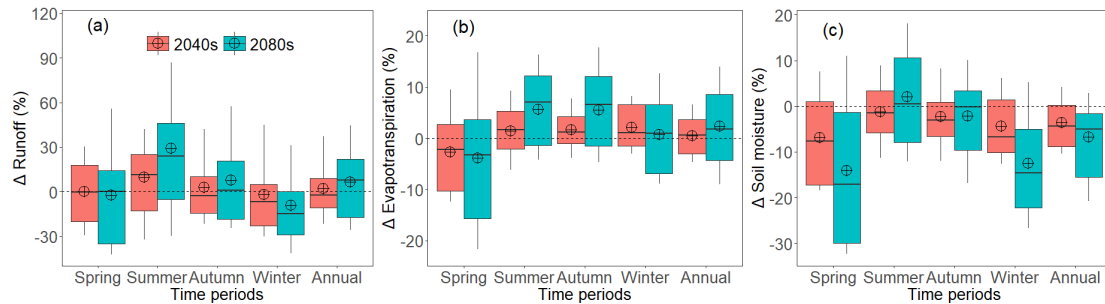 (a)
2040s 2080s
Δ Runoff (%)
120
90
60
30
0
-30
Spring Summer Autumn Winter Annual
Time periods
(b)
Δ Evapotranspiration (%)
20
10
0
-10
-20
Spring Summer Autumn Winter Annual
Time periods
(c)
Δ Soil moisture (%)
20
10
0
-10
-20
-30
Spring Summer Autumn Winter Annual
Time periods